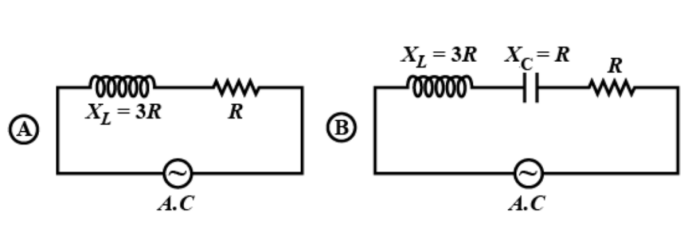 A
X_L = 3R
R
A.C
B
X_L = 3R
X_C = R
R
A.C